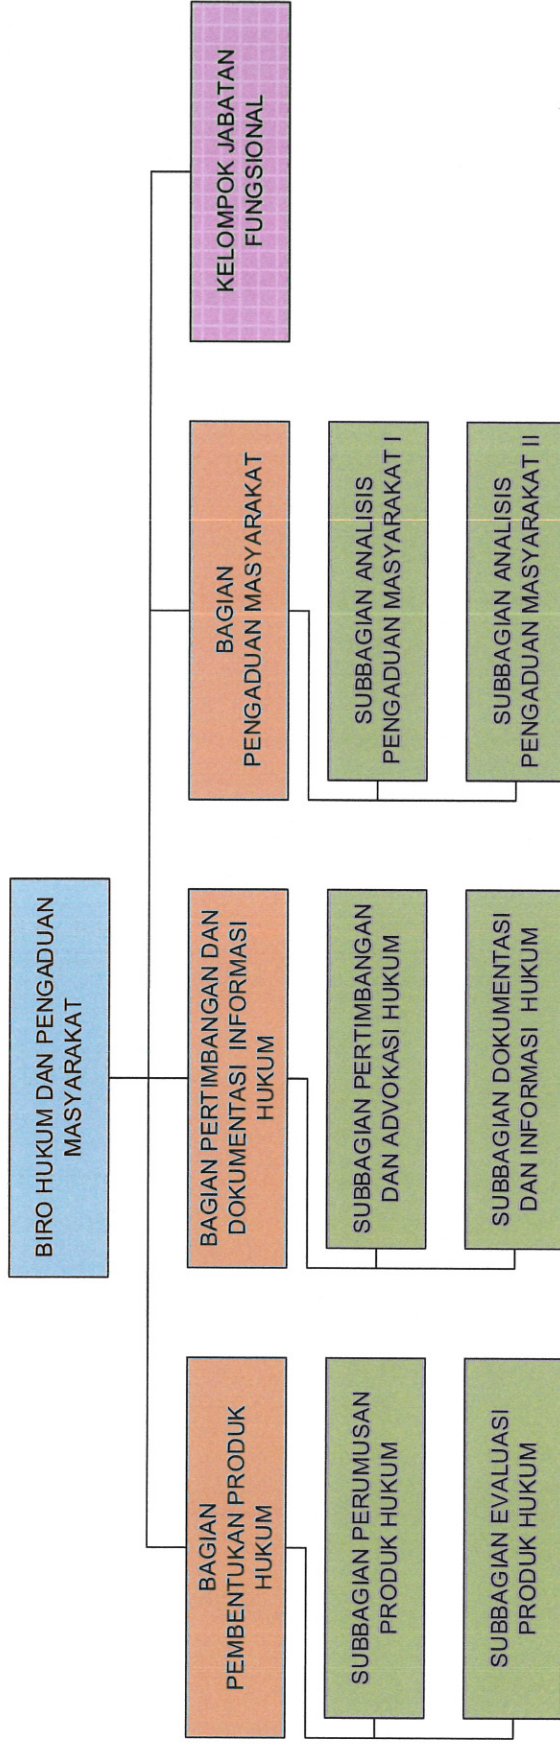 BIRO HUKUM DAN PENGADUAN
MASYARAKAT
BAGIAN
PEMBENTUKAN PRODUK
HUKUM
SUBBAGIAN PERUMUSAN
PRODUK HUKUM
SUBBAGIAN EVALUASI
PRODUK HUKUM
BAGIAN PERTIMBANGAN DAN
DOKUMENTASI INFORMASI
HUKUM
SUBBAGIAN PERTIMBANGAN
DAN ADVOKASI HUKUM
SUBBAGIAN DOKUMENTASI
DAN INFORMASI HUKUM
BAGIAN
PENGADUAN MASYARAKAT
SUBBAGIAN ANALISIS
PENGADUAN MASYARAKAT I
SUBBAGIAN ANALISIS
PENGADUAN MASYARAKAT II
KELOMPOK JABATAN
FUNGSIONAL